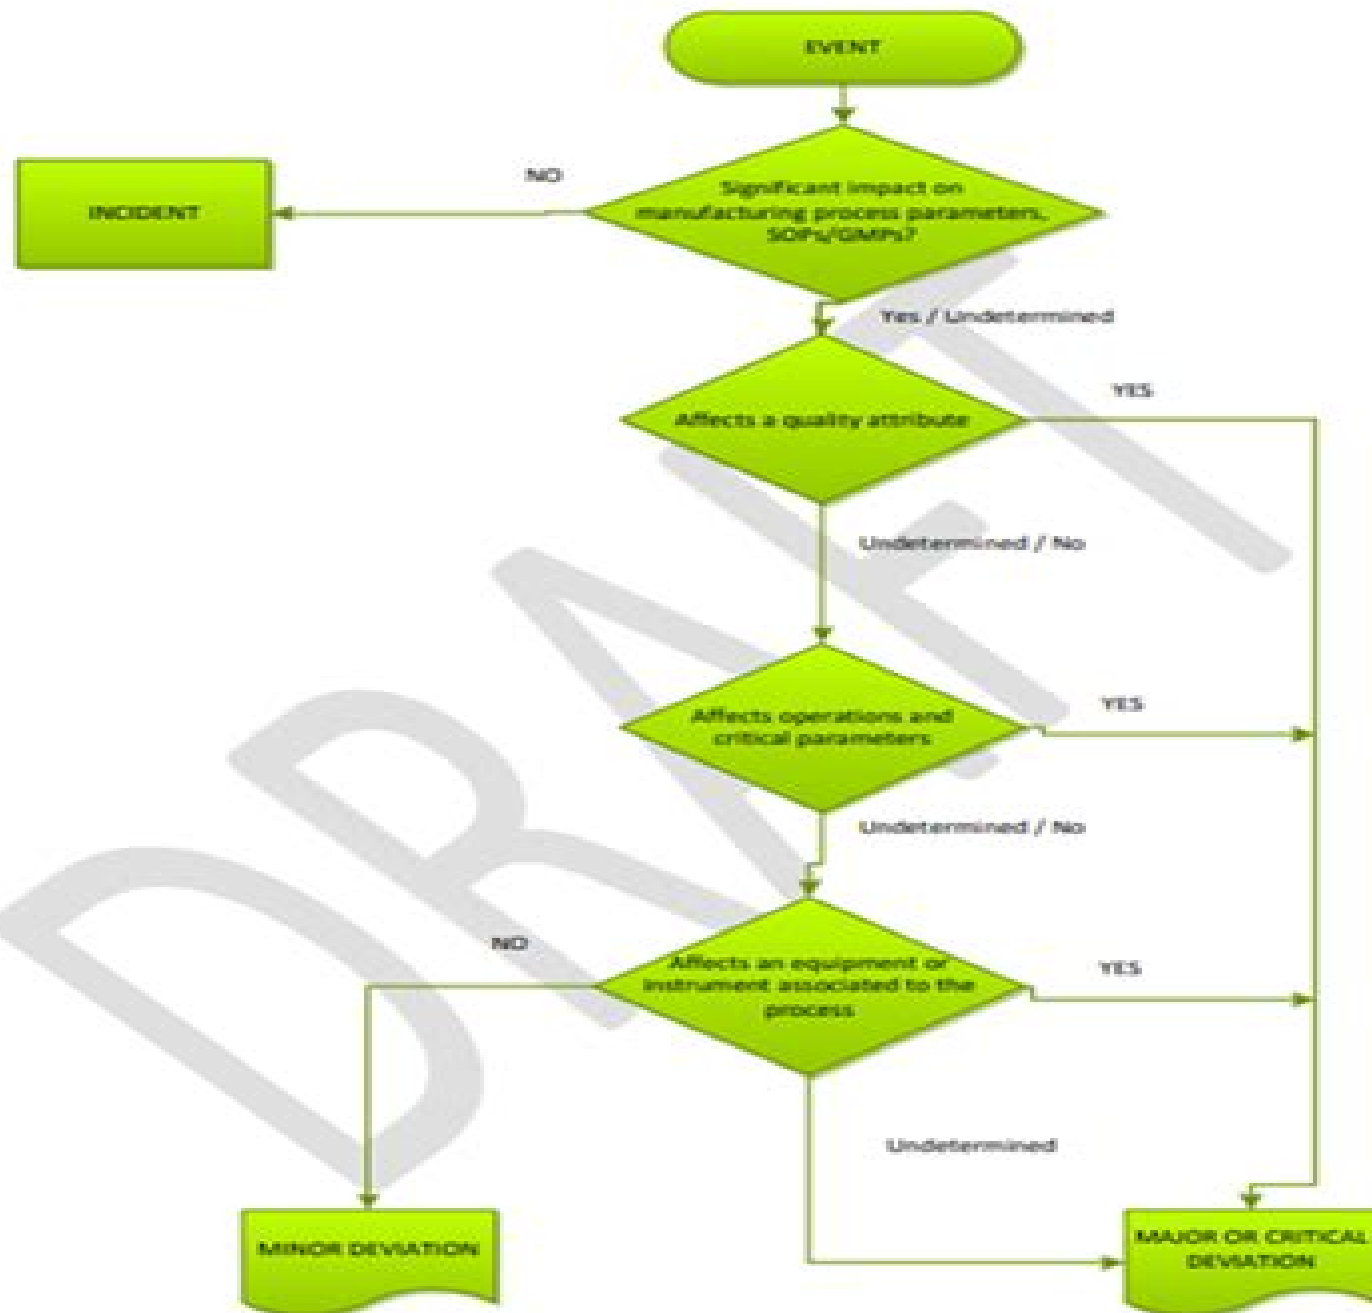 EVENT
Significant impact on
manufacturing process parameters,
SOPs/GMPs?
NO
INCIDENT
Yes / Undetermined
Affects a quality attribute
YES
Undetermined / No
Affects operations and
critical parameters
YES
Undetermined / No
Affects an equipment or
instrument associated to the
process
NO
YES
Undetermined
MINOR DEVIATION
MAJOR OR CRITICAL
DEVIATION
DRAFT